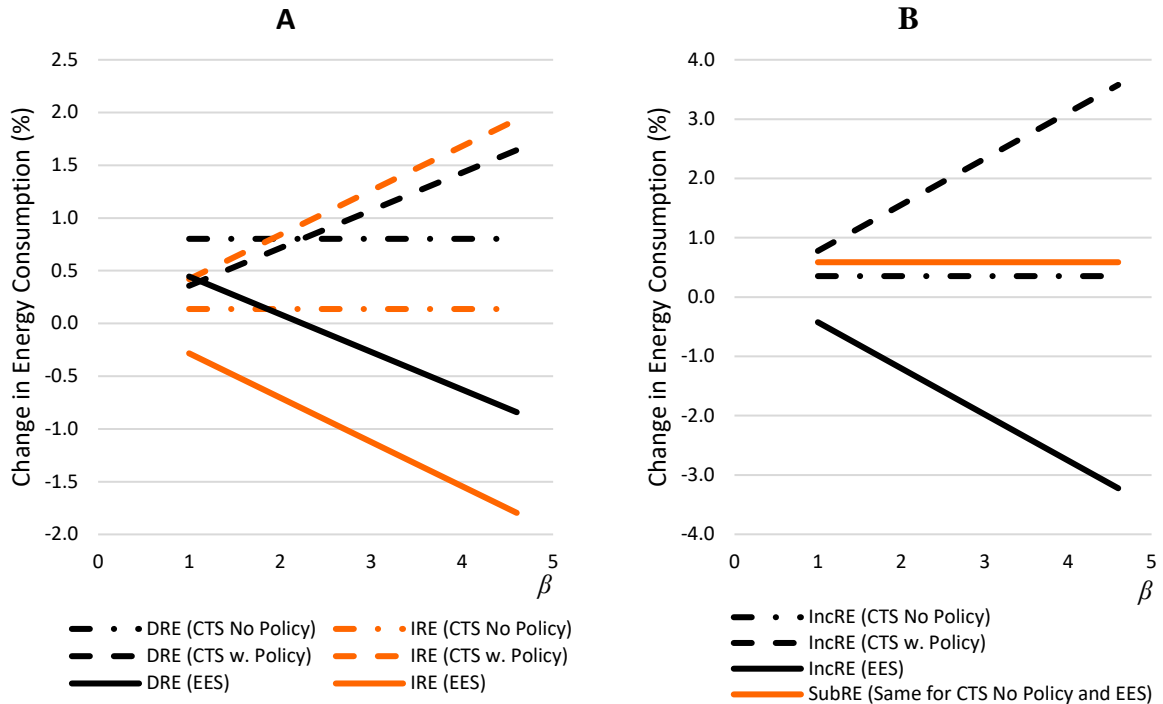 A
Change in Energy Consumption (%)
2.5
2.0
1.5
1.0
0.5
0.0
-0.5
-1.0
-1.5
-2.0
0 1 2 3 4 5
β
DRE (CTS No Policy) IRE (CTS No Policy)
DRE (CTS w. Policy) IRE (CTS w. Policy)
DRE (EES) IRE (EES)
B
Change in Energy Consumption (%)
4.0
3.0
2.0
1.0
0.0
-1.0
-2.0
-3.0
-4.0
0 1 2 3 4 5
β
IncRE (CTS No Policy)
IncRE (CTS w. Policy)
IncRE (EES)
SubRE (Same for CTS No Policy and EES)